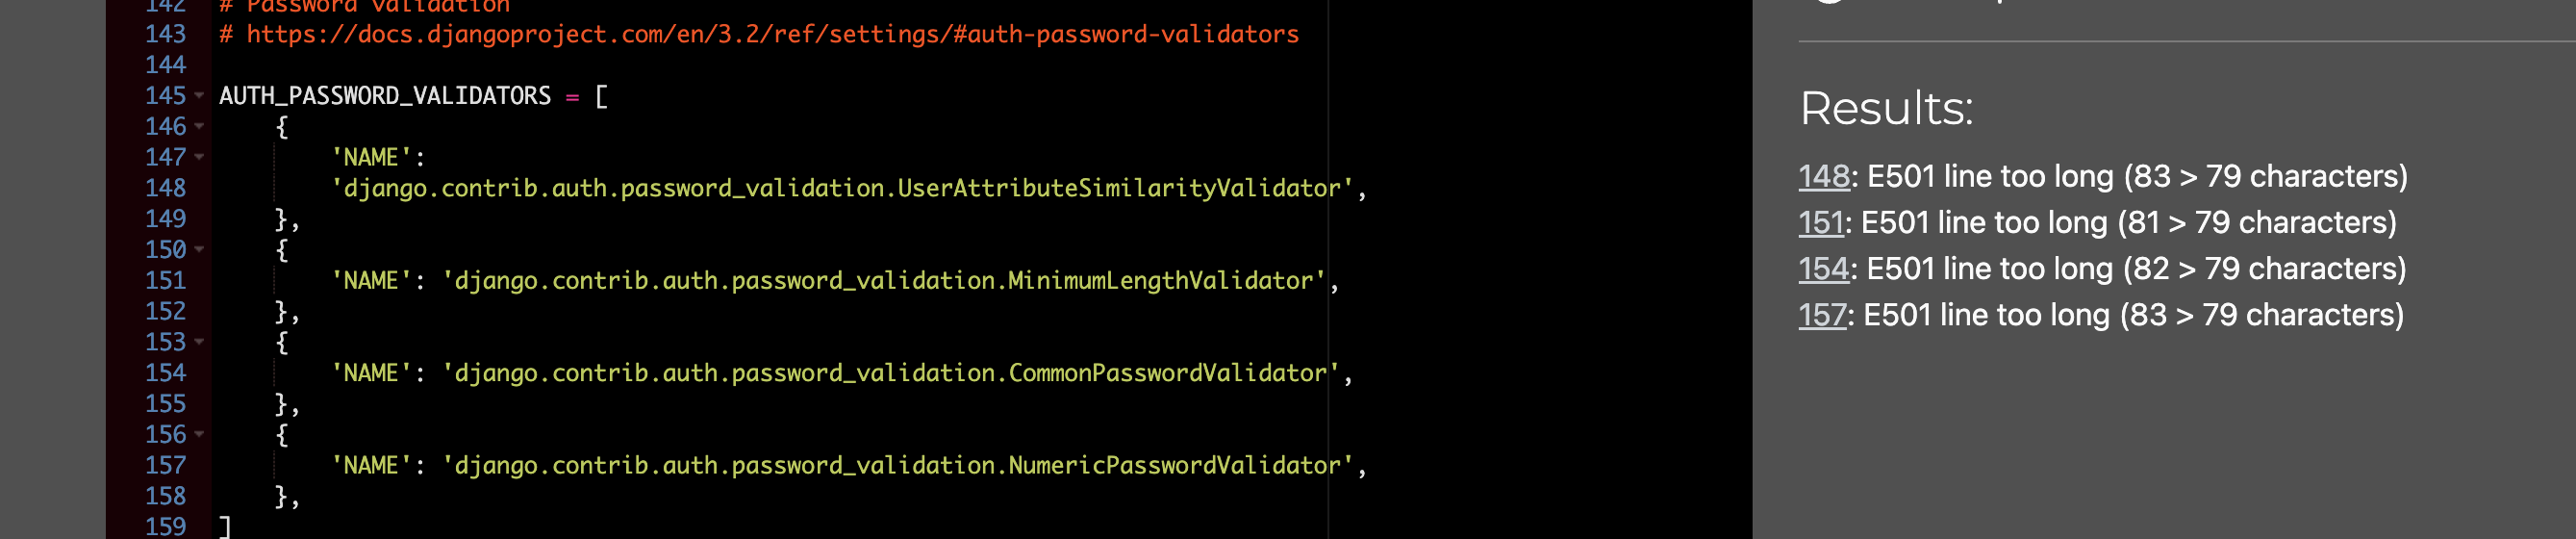 142 # Password validation
143 # https://docs.djangoproject.com/en/3.2/ref/settings/#auth-password-validators
144
145 AUTH_PASSWORD_VALIDATORS = [
146     {
147         'NAME':
148         'django.contrib.auth.password_validation.UserAttributeSimilarityValidator',
149     },
150     {
151         'NAME': 'django.contrib.auth.password_validation.MinimumLengthValidator',
152     },
153     {
154         'NAME': 'django.contrib.auth.password_validation.CommonPasswordValidator',
155     },
156     {
157         'NAME': 'django.contrib.auth.password_validation.NumericPasswordValidator',
158     },
159 ]
Results:
148: E501 line too long (83 > 79 characters)
151: E501 line too long (81 > 79 characters)
154: E501 line too long (82 > 79 characters)
157: E501 line too long (83 > 79 characters)